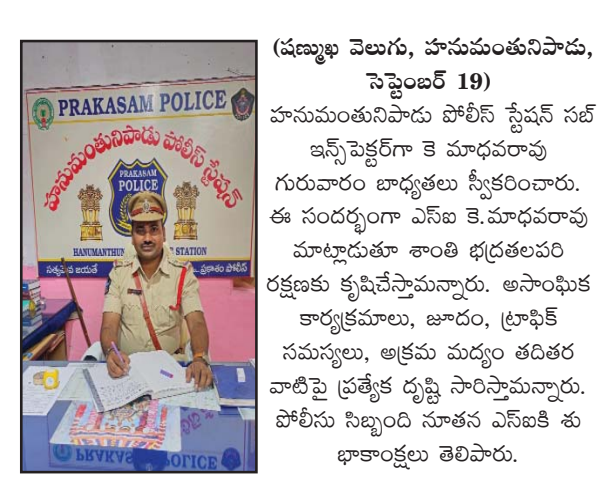 PRAKASAM POLICE
హనుమంతునిపాడు పోలీస్ స్టేషన్
PRAKASAM
POLICE
HANUMANTHUN
STATION
సత్యమేవ జయతే
ప్రకాశం పోలీస్
PRAKASAM POLICE
(షణ్ముఖ వెలుగు, హనుమంతునిపాడు,
సెప్టెంబర్ 19)
హనుమంతునిపాడు పోలీస్ స్టేషన్ సబ్
ఇన్స్‌పెక్టర్‌గా కె మాధవరావు
గురువారం బాధ్యతలు స్వీకరించారు.
ఈ సందర్భంగా ఎస్ఐ కె.మాధవరావు
మాట్లాడుతూ శాంతి భద్రతలపరి
రక్షణకు కృషిచేస్తామన్నారు. అసాంఘిక
కార్యక్రమాలు, జూదం, ట్రాఫిక్
సమస్యలు, అక్రమ మద్యం తదితర
వాటిపై ప్రత్యేక దృష్టి సారిస్తామన్నారు.
పోలీసు సిబ్బంది నూతన ఎస్ఐకి శు
భాకాంక్షలు తెలిపారు.